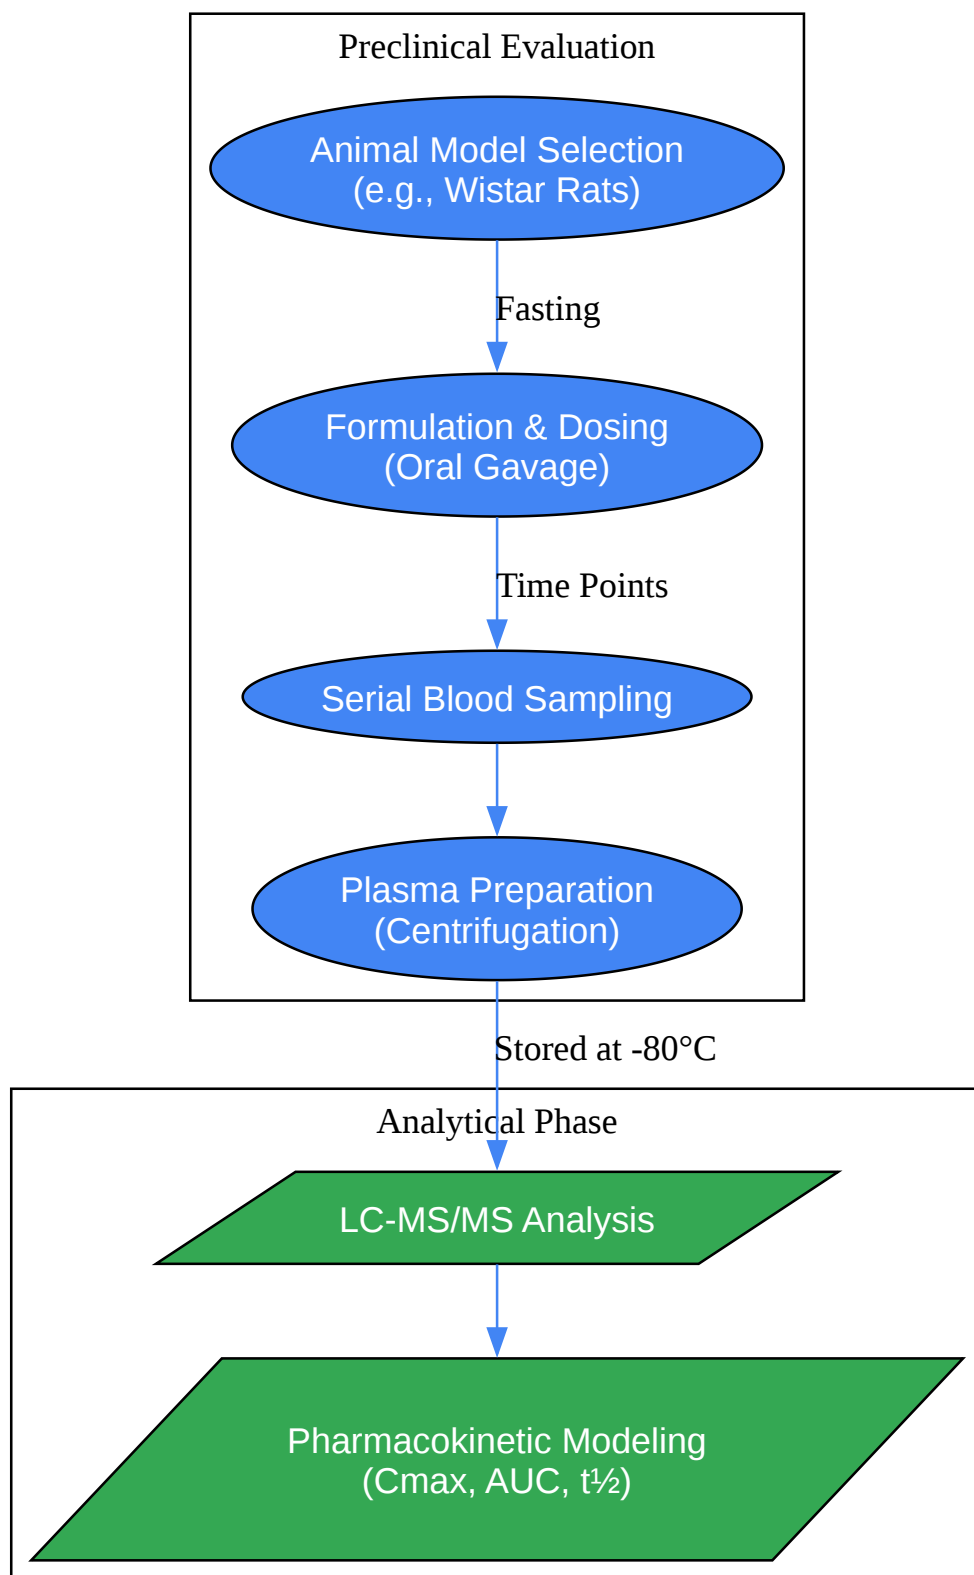 Preclinical Evaluation
Animal Model Selection
(e.g., Wistar Rats)
Fasting
Formulation & Dosing
(Oral Gavage)
Time Points
Serial Blood Sampling
Plasma Preparation
(Centrifugation)
Stored at -80°C
Analytical Phase
LC-MS/MS Analysis
Pharmacokinetic Modeling
(Cmax, AUC, t½)